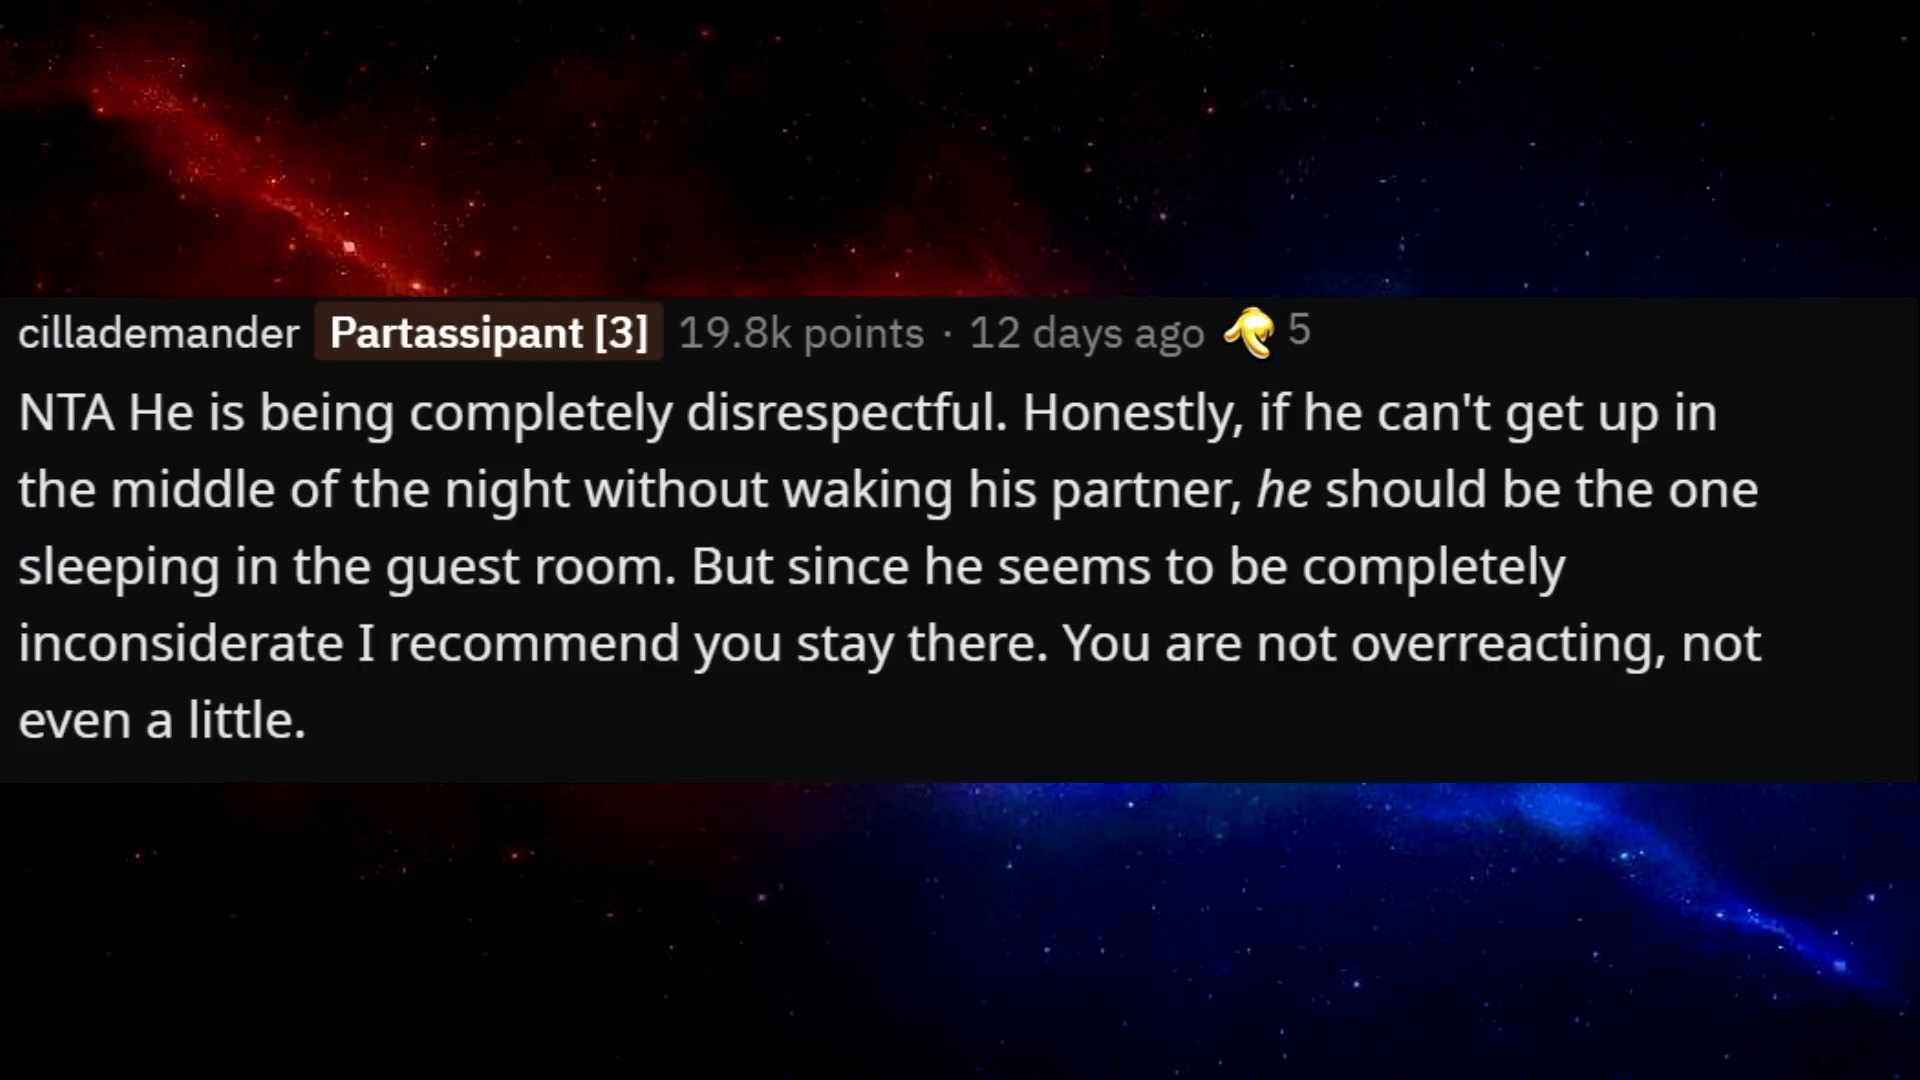 cillademander Partassipant [3] 19.8k points · 12 days ago 5
NTA He is being completely disrespectful. Honestly, if he can't get up in
the middle of the night without waking his partner, he should be the one
sleeping in the guest room. But since he seems to be completely
inconsiderate I recommend you stay there. You are not overreacting, not
even a little.